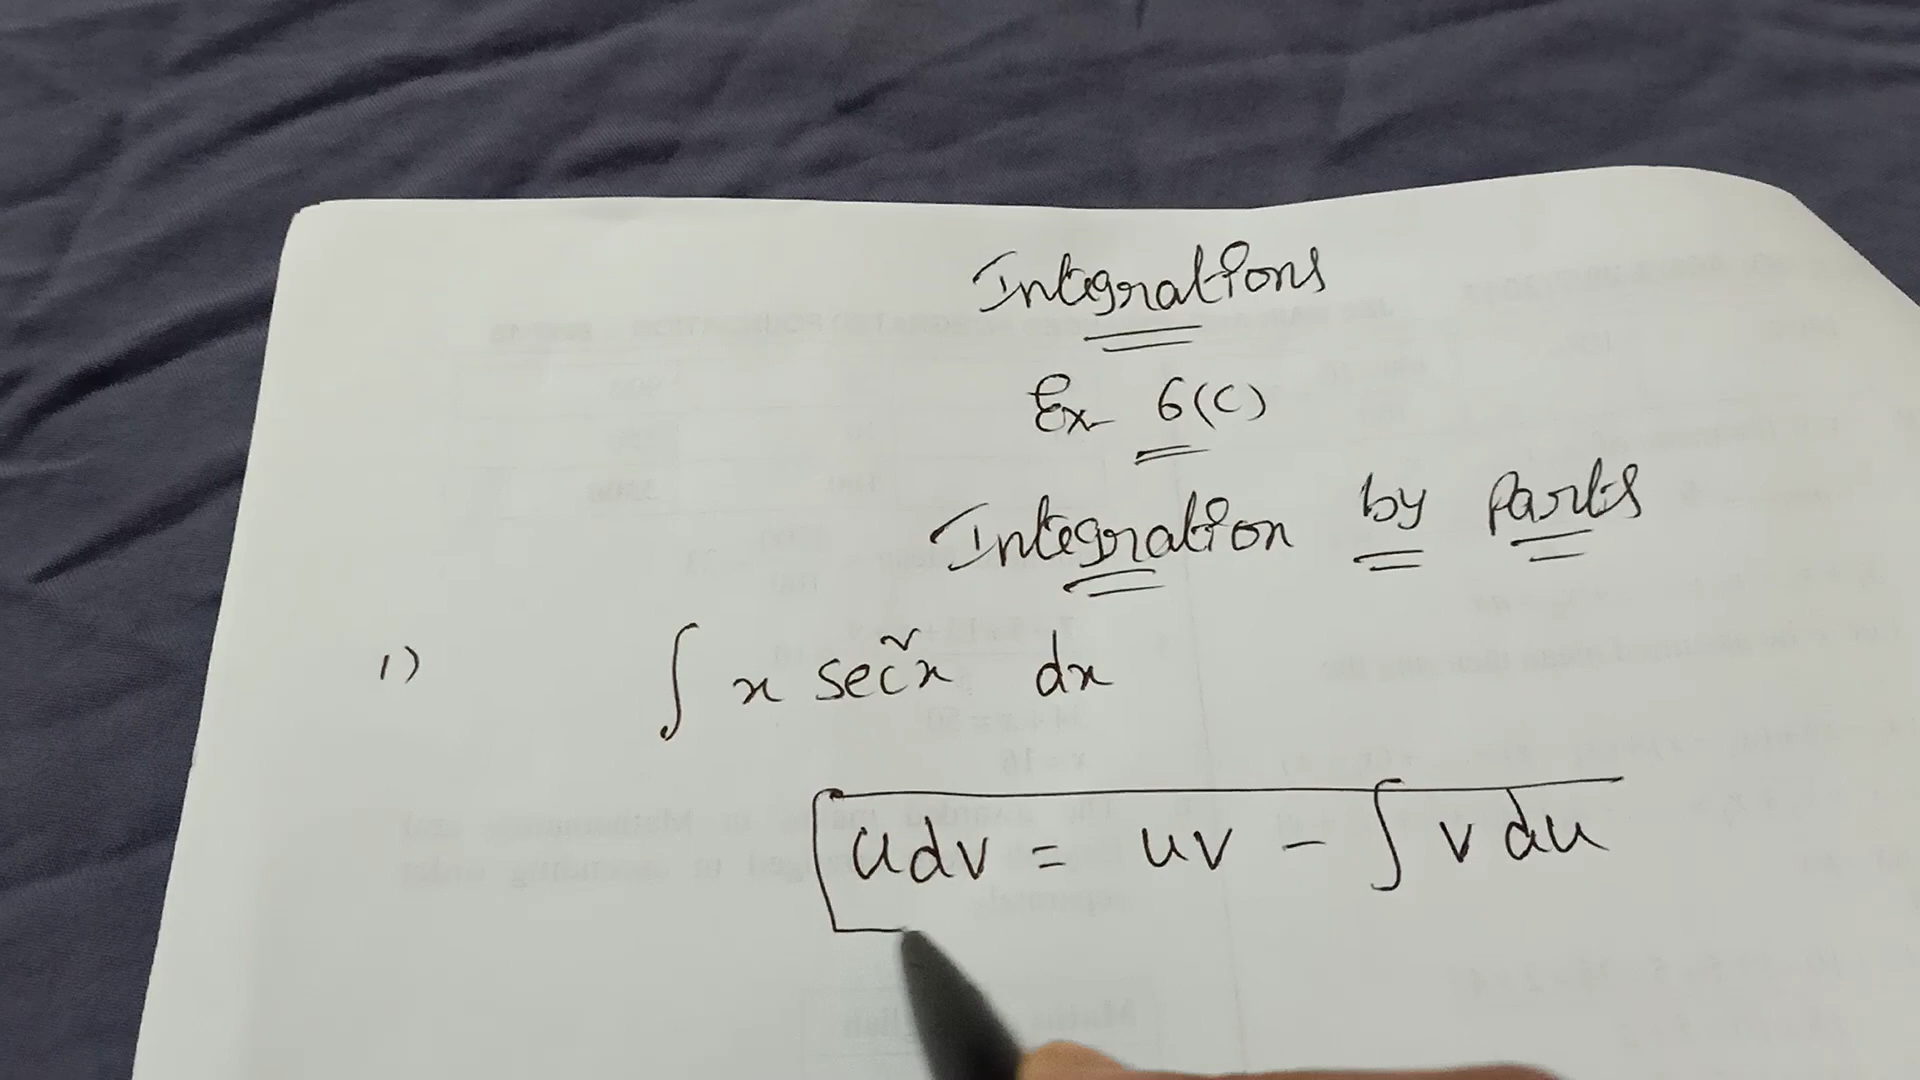 Integrations
Ex 6(C)
Integration by Parts
1) ∫ x sec²x dx
∫ u dv = uv - ∫ v du